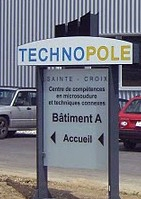 TECHNOPOLE
SAINTE - CROIX
Centre de compétences
en microsoudure
et techniques connexes
Bâtiment A
Accueil